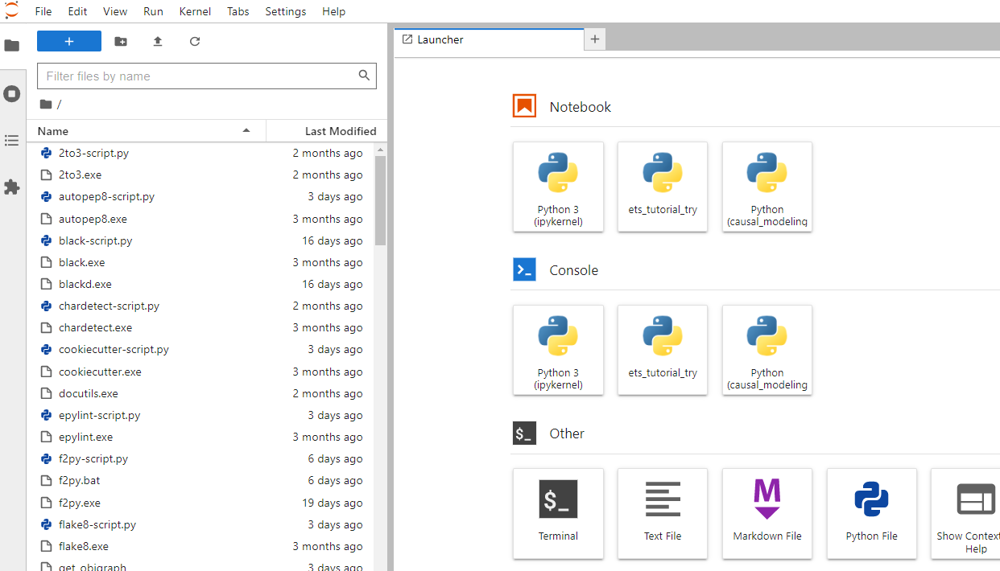 File Edit View Run Kernel Tabs Settings Help
+
Launcher
+
Filter files by name
/
Name Last Modified
2to3-script.py 2 months ago
2to3.exe 2 months ago
autopep8-script.py 3 days ago
autopep8.exe 3 months ago
black-script.py 16 days ago
black.exe 3 months ago
blackd.exe 16 days ago
chardetect-script.py 2 months ago
chardetect.exe 3 months ago
cookiecutter-script.py 3 days ago
cookiecutter.exe 3 months ago
docutils.exe 2 months ago
epylint-script.py 3 days ago
epylint.exe 3 months ago
f2py-script.py 6 days ago
f2py.bat 6 days ago
f2py.exe 19 days ago
flake8-script.py 3 days ago
flake8.exe 3 months ago
get_objgraph 3 days ago
Notebook
Python 3
(ipykernel)
ets_tutorial_try
Python
(causal_modeling
Console
Python 3
(ipykernel)
ets_tutorial_try
Python
(causal_modeling
$_
Other
$_
Terminal
Text File
M
Markdown File
Python File
Show Context
Help